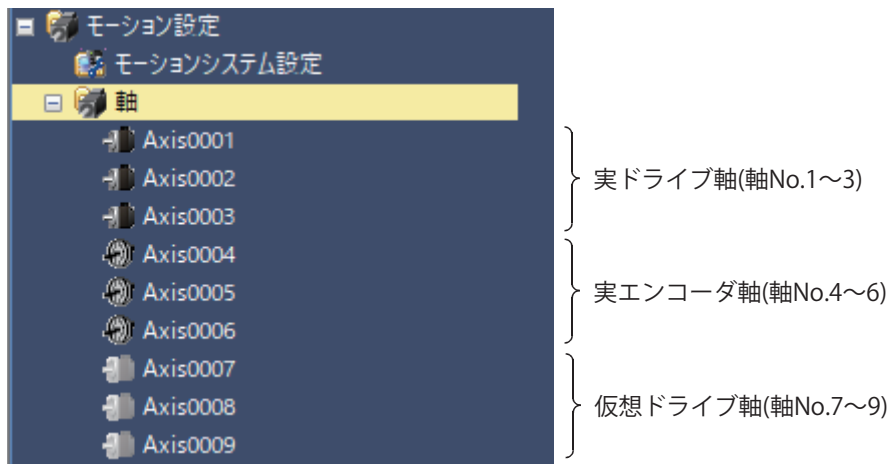 モーション設定
モーションシステム設定
軸
Axis0001
Axis0002
Axis0003
実ドライブ軸(軸No.1～3)
Axis0004
Axis0005
Axis0006
実エンコーダ軸(軸No.4～6)
Axis0007
Axis0008
Axis0009
仮想ドライブ軸(軸No.7～9)